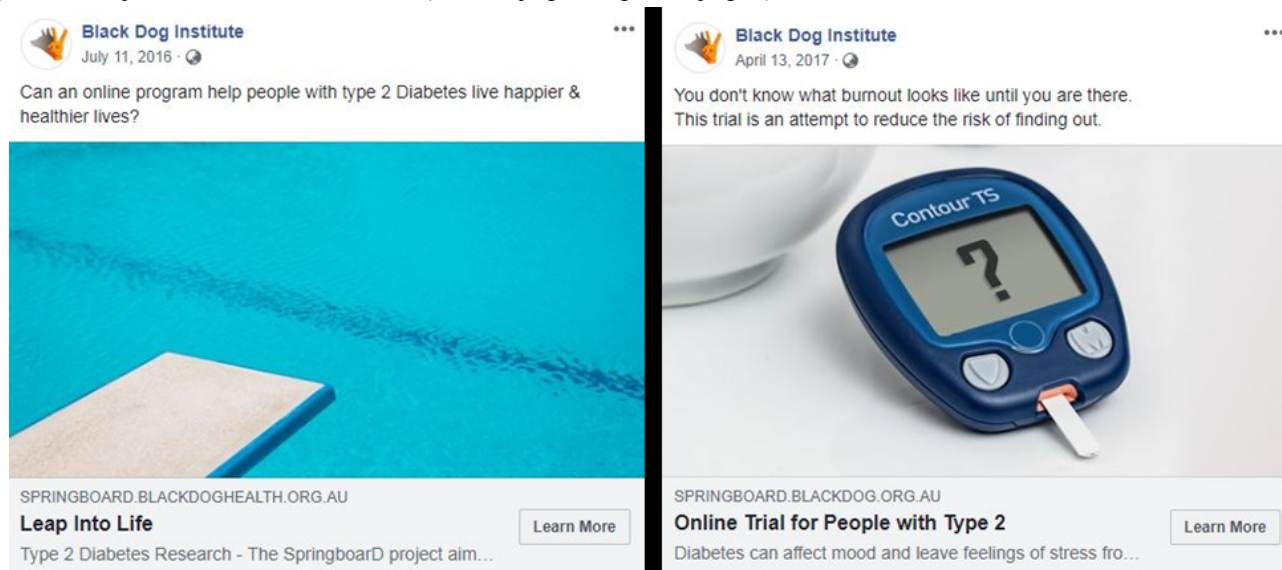 Black Dog Institute
July 11, 2016
Can an online program help people with type 2 Diabetes live happier &
healthier lives?
SPRINGBOARD.BLACKDOGHEALTH.ORG.AU
Leap Into Life
Learn More
Type 2 Diabetes Research - The SpringboarD project aim...
Black Dog Institute
April 13, 2017
You don't know what burnout looks like until you are there.
This trial is an attempt to reduce the risk of finding out.
Contour TS
?
M
SPRINGBOARD.BLACKDOG.ORG.AU
Online Trial for People with Type 2
Learn More
Diabetes can affect mood and leave feelings of stress fro...